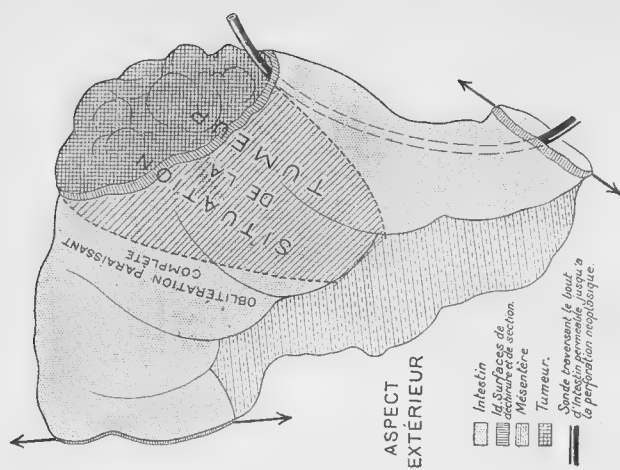 SITUATION
DE LA
TUMEUR
OBLITÉRATION PARAISSANT
COMPLÈTE
ASPECT
EXTÉRIEUR
Intestin
Id. Surfaces de
déchirure et de section.
Mésentère
Tumeur.
Sonde traversant le bout
d'intestin perméable jusqu'à
la perforation néoplasique.